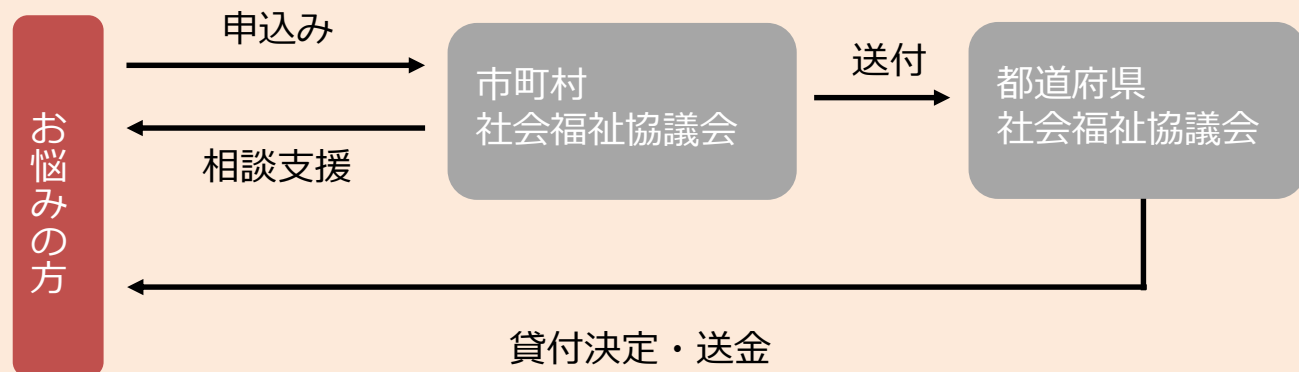 お悩みの方
申込み
相談支援
市町村
社会福祉協議会
送付
都道府県
社会福祉協議会
貸付決定・送金